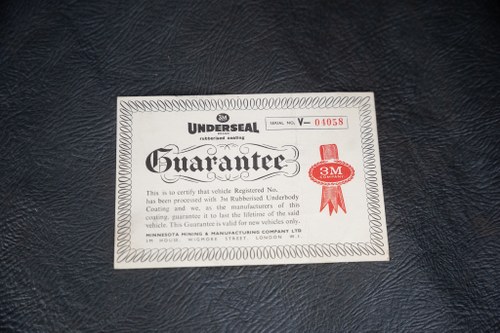 3M
UNDERSEAL
BRAND
rubberised coating
SERIAL NO. V— 04058
Guarantee
3M
COMPANY
This is to certify that vehicle Registered No.
has been processed with 3M Rubberised Underbody
Coating and we, as the manufacturers of this
coating, guarantee it to last the lifetime of the said
vehicle. This Guarantee is valid for new vehicles only.
MINNESOTA MINING & MANUFACTURING COMPANY LTD
3M HOUSE, WIGMORE STREET, LONDON W.1.